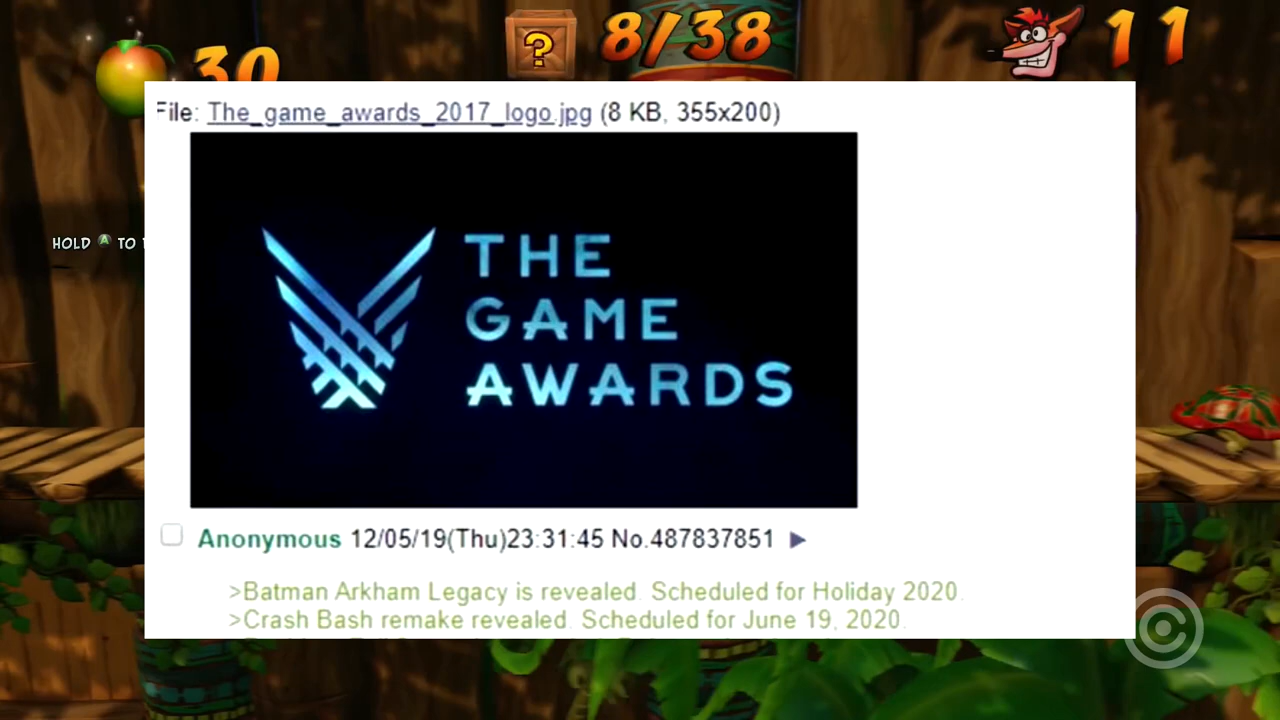 30
?
8/38
11
File: The_game_awards_2017_logo.jpg (8 KB, 355x200)
THE
GAME
AWARDS
HOLD A TO
Anonymous 12/05/19(Thu)23:31:45 No.487837851 ▶
>Batman Arkham Legacy is revealed. Scheduled for Holiday 2020.
>Crash Bash remake revealed. Scheduled for June 19, 2020.
©